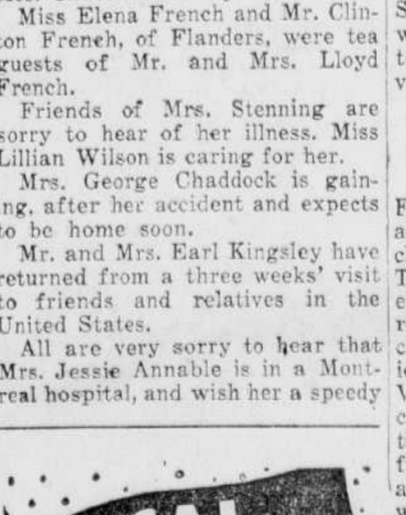 Miss Elena French and Mr. Clin-
ton French, of Flanders, were tea
guests of Mr. and Mrs. Lloyd
French.
Friends of Mrs. Stenning are
sorry to hear of her illness. Miss
Lillian Wilson is caring for her.
Mrs. George Chaddock is gain-
ing, after her accident and expects
to be home soon.
Mr. and Mrs. Earl Kingsley have
returned from a three weeks' visit
to friends and relatives in the
United States.
All are very sorry to hear that
Mrs. Jessie Annable is in a Mont-
real hospital, and wish her a speedy